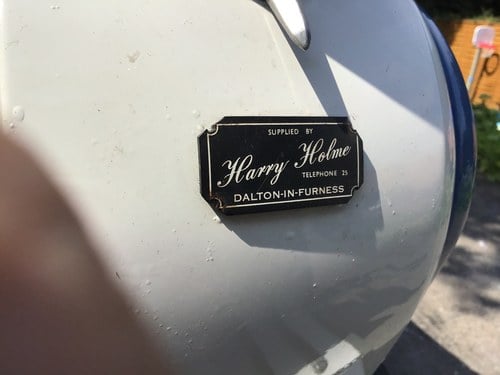 SUPPLIED BY
Harry Holme
TELEPHONE 25
DALTON-IN-FURNESS